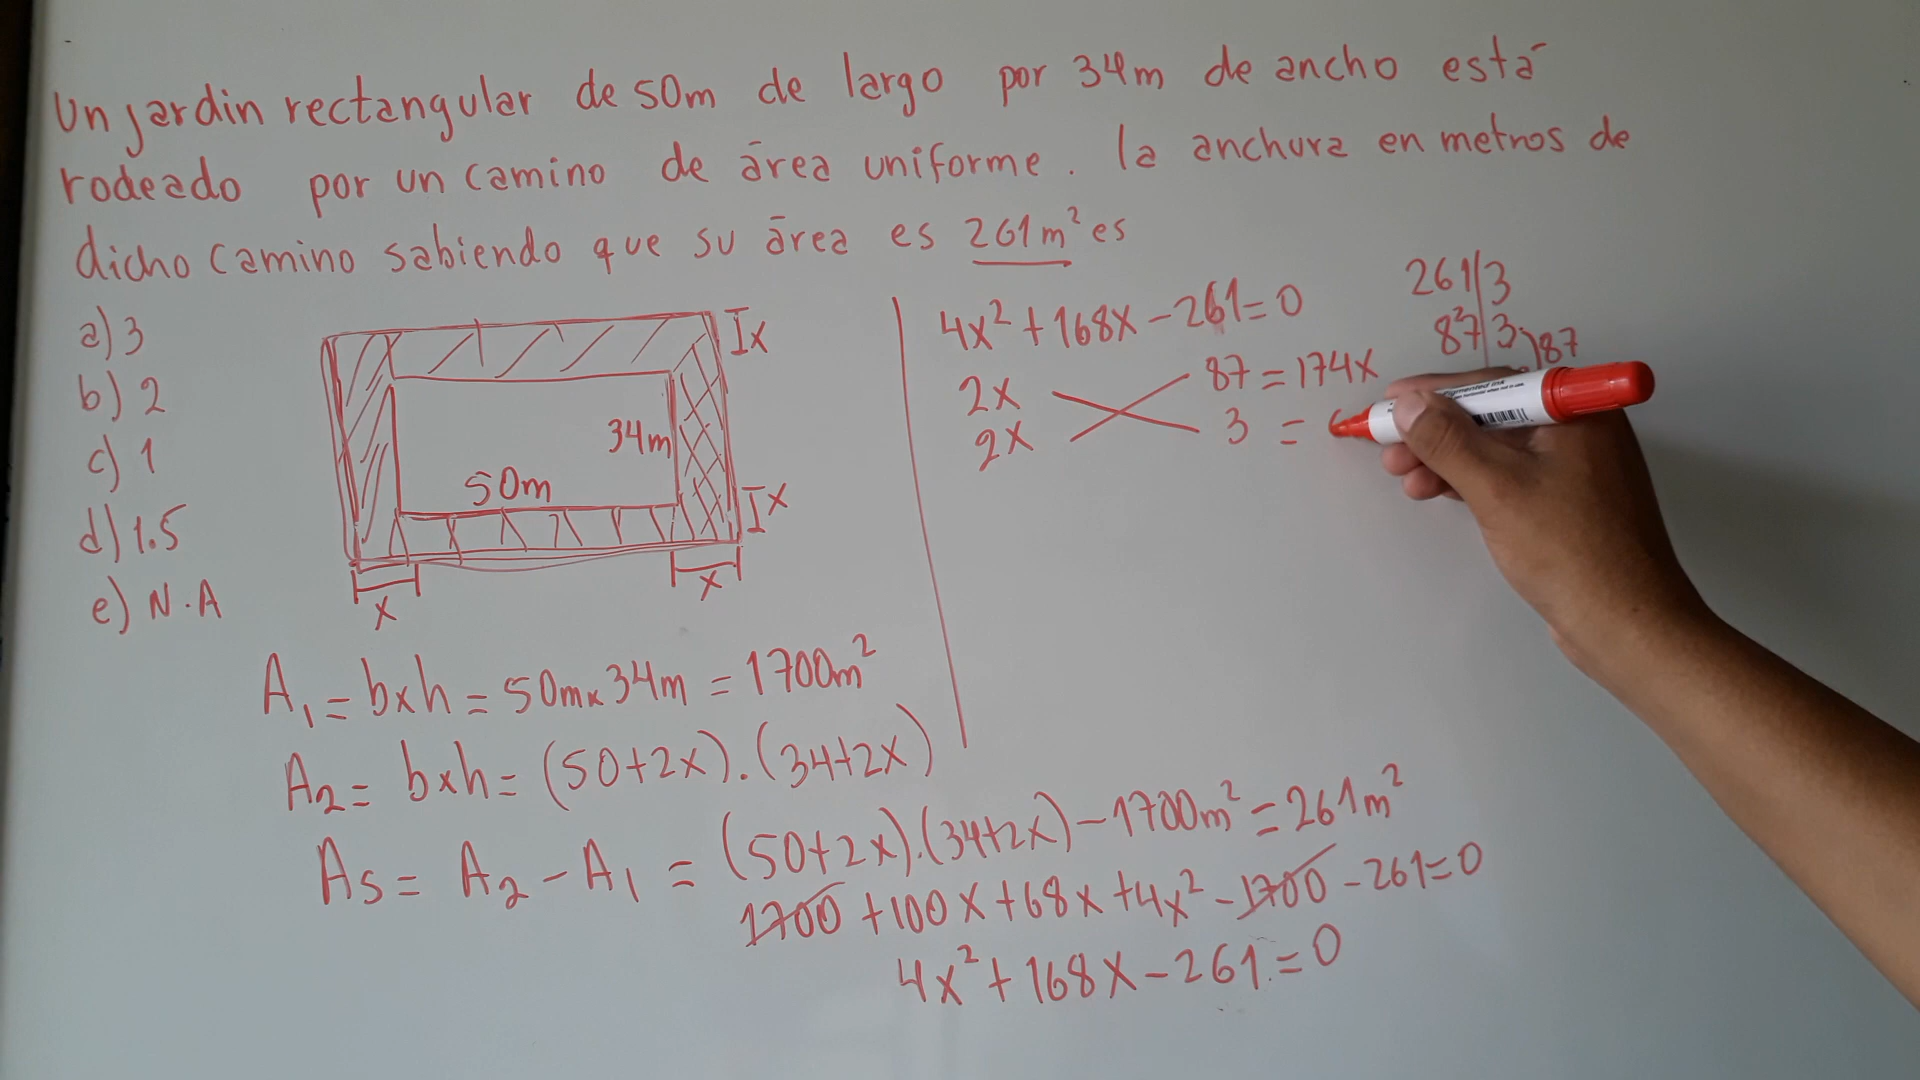 Un jardin rectangular de 50m de largo por 34m de ancho está
rodeado por un camino de área uniforme. la anchura en metros de
dicho camino sabiendo que su área es 261m² es
a) 3
b) 2
c) 1
d) 1.5
e) N.A
x
34m
50m
x
x
x
A₁ = bxh = 50m x 34m = 1700m²
A₂ = bxh = (50+2x).(34+2x)
As = A₂ - A₁ = (50+2x).(34+2x) - 1700m² = 261m²
1700 + 100x + 68x + 4x² - 1700 - 261 = 0
4x² + 168x - 261 = 0
4x² + 168x - 261 = 0
2x 87 = 174x
2x 3 =
261 3
87 3 87